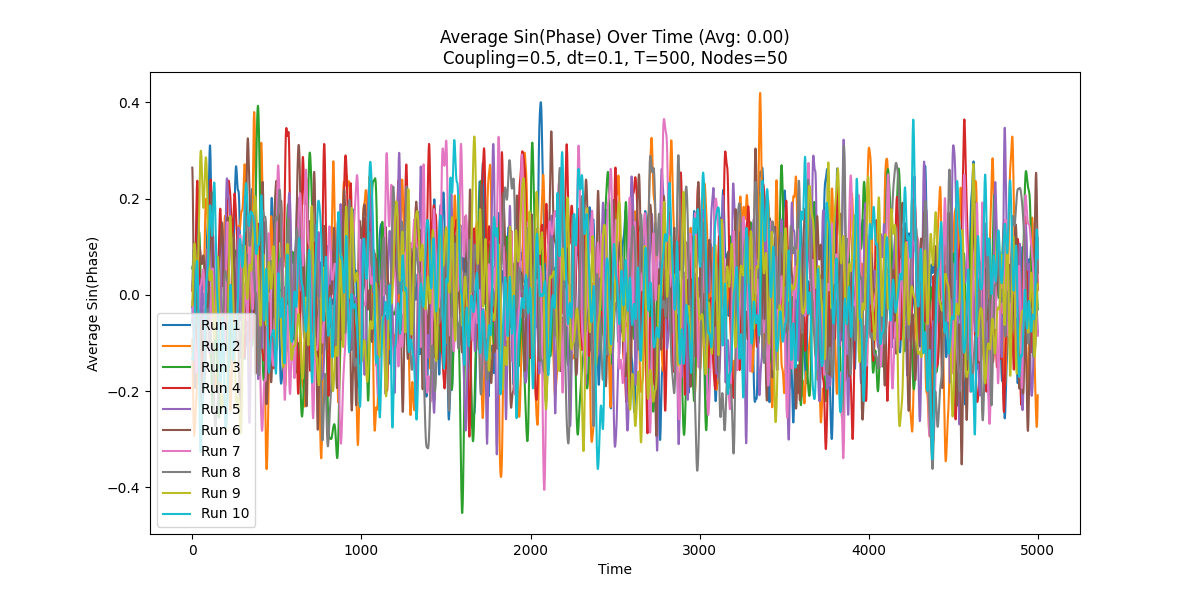 Average Sin(Phase) Over Time (Avg: 0.00)
Coupling=0.5, dt=0.1, T=500, Nodes=50
Average Sin(Phase)
0.4
0.2
0.0
−0.2
−0.4
Run 1
Run 2
Run 3
Run 4
Run 5
Run 6
Run 7
Run 8
Run 9
Run 10
0
1000
2000
3000
4000
5000
Time